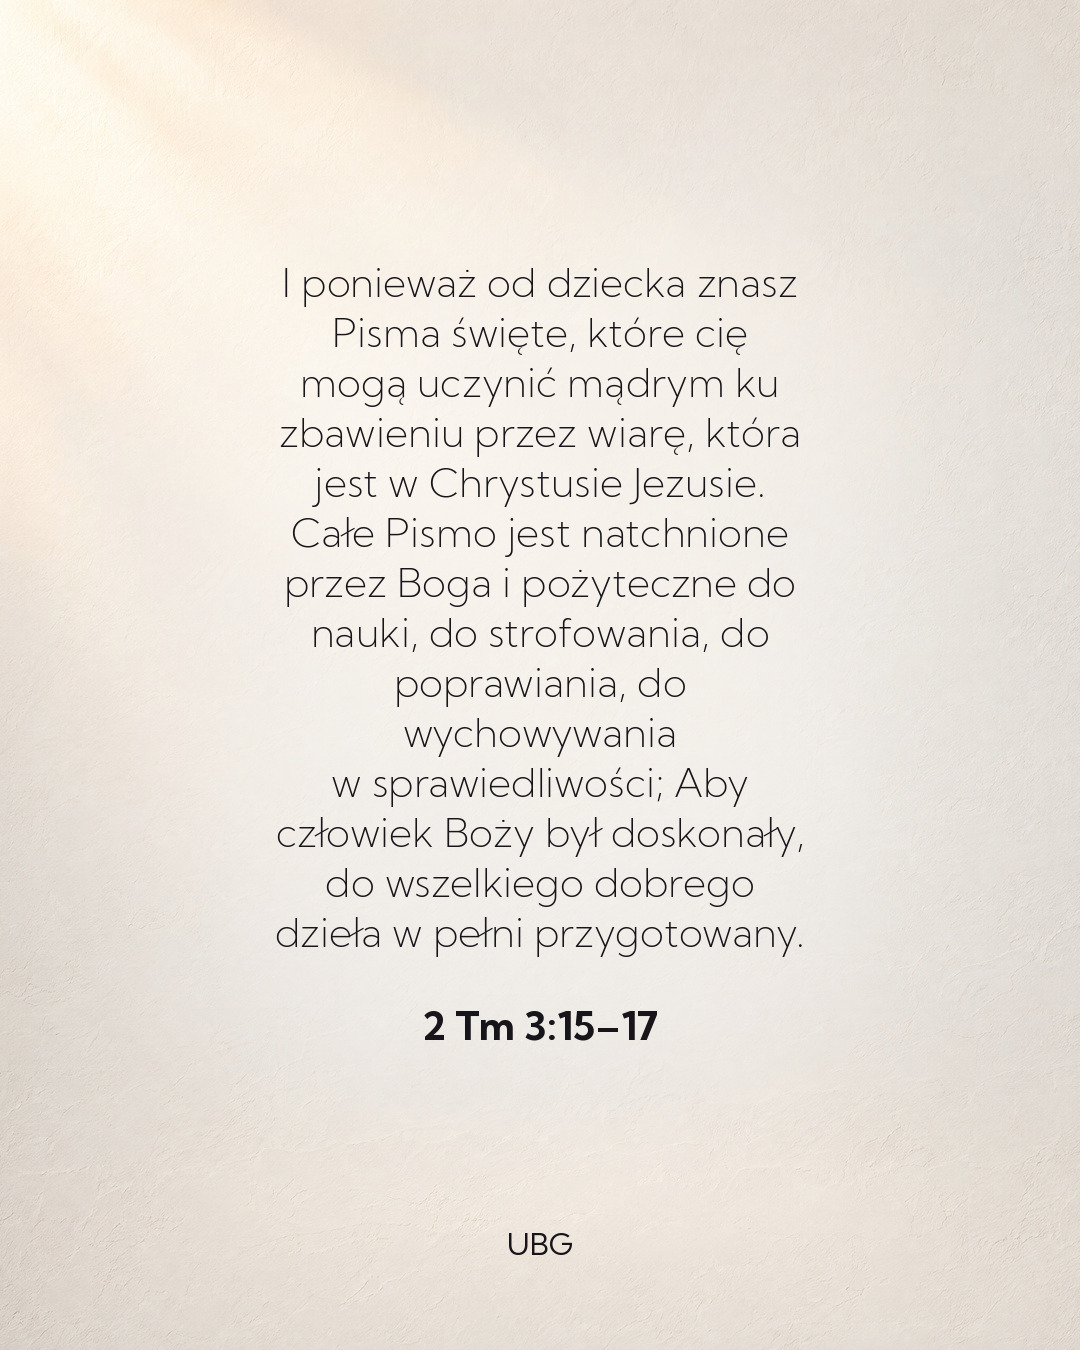 I ponieważ od dziecka znasz
Pisma święte, które cię
mogą uczynić mądrym ku
zbawieniu przez wiarę, która
jest w Chrystusie Jezusie.
Całe Pismo jest natchnione
przez Boga i pożyteczne do
nauki, do strofowania, do
poprawiania, do
wychowywania
w sprawiedliwości; Aby
człowiek Boży był doskonały,
do wszelkiego dobrego
dzieła w pełni przygotowany.
2 Tm 3:15–17
UBG